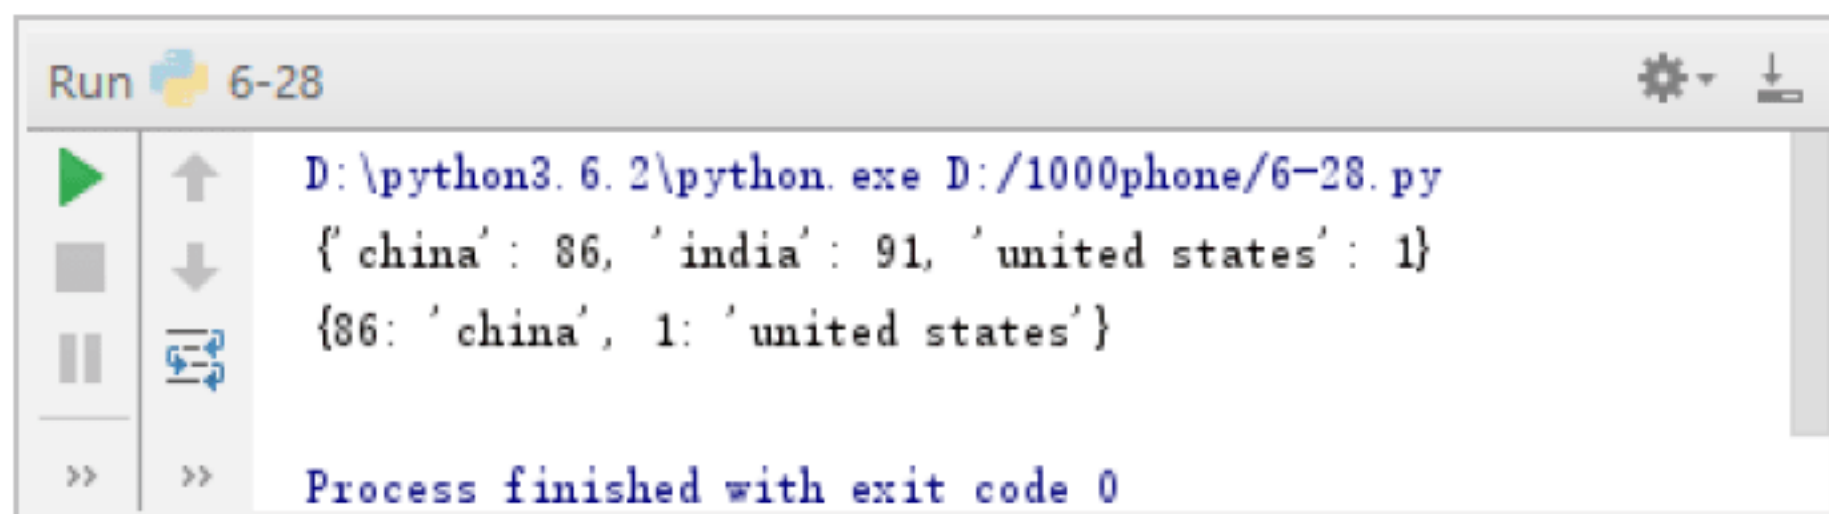 Run 6-28
D:\python3.6.2\python.exe D:/1000phone/6-28.py
{'china': 86, 'india': 91, 'united states': 1}
{86: 'china', 1: 'united states'}
>> >>
Process finished with exit code 0